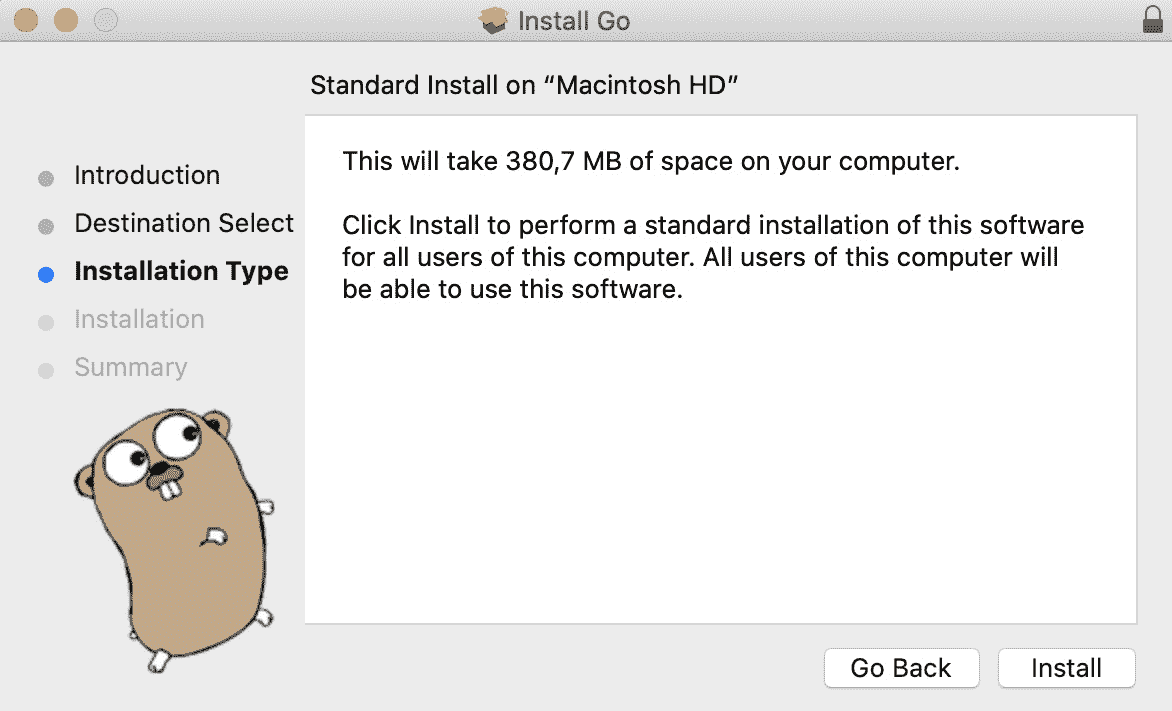 Install Go
Standard Install on “Macintosh HD”
Introduction
Destination Select
Installation Type
Installation
Summary
This will take 380,7 MB of space on your computer.
Click Install to perform a standard installation of this software
for all users of this computer. All users of this computer will
be able to use this software.
Go Back
Install